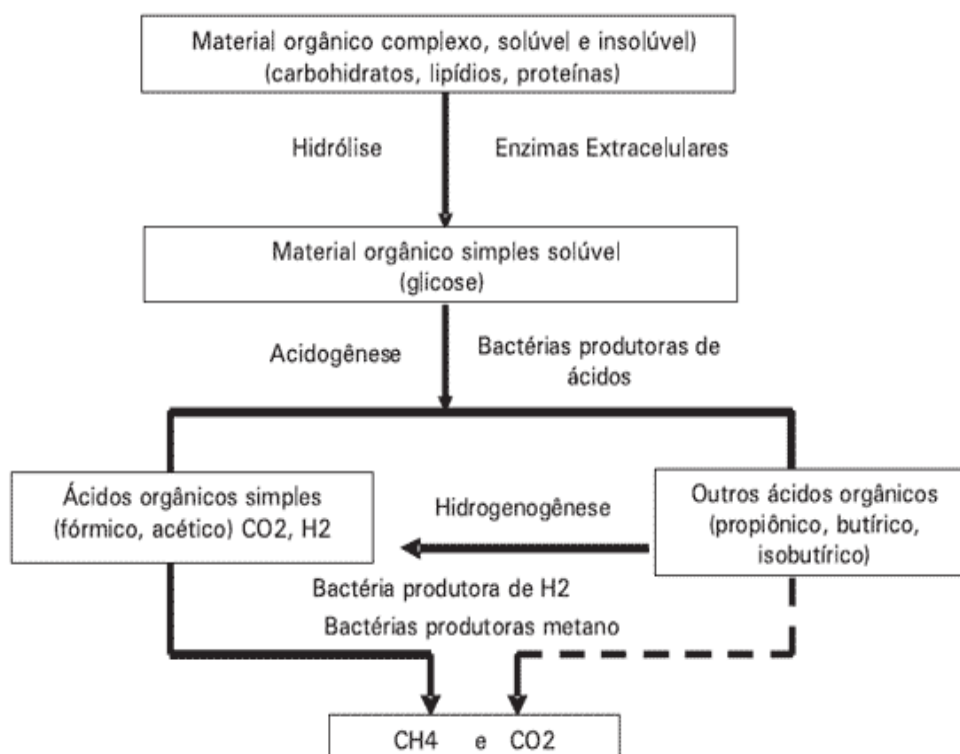 Material orgânico complexo, solúvel e insolúvel)
(carbohidratos, lipídios, proteínas)
Hidrólise
Enzimas Extracelulares
Material orgânico simples solúvel
(glicose)
Acidogênese
Bactérias produtoras de
ácidos
Ácidos orgânicos simples
(fórmico, acético) CO2, H2
Hidrogenogênese
Outros ácidos orgânicos
(propiônico, butírico,
isobutírico)
Bactéria produtora de H2
Bactérias produtoras metano
CH4 e CO2